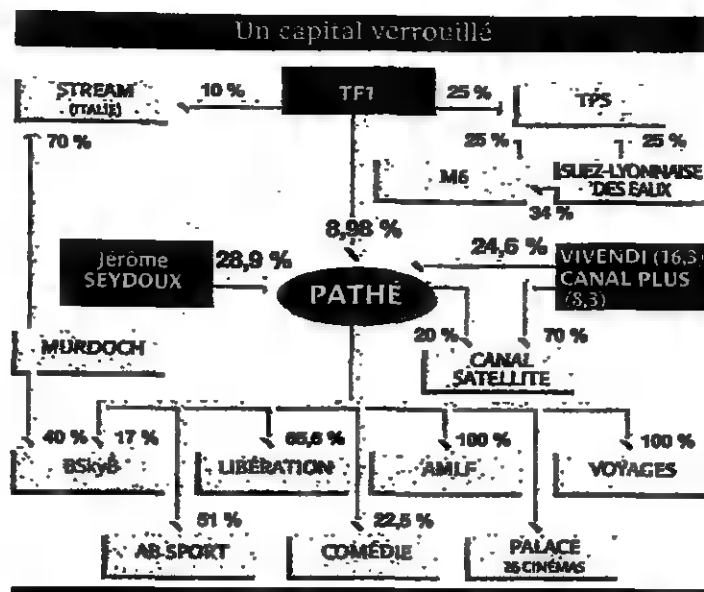 Un capital verrouillé
STREAM
(ITALIE)
10 %
TF1
25 %
TPS
70 %
25 %
25 %
M6
SUEZ-LYONNAISE
DES EAUX
34 %
8,98 %
Jérôme
SEYDOUX
28,9 %
PATHÉ
24,6 %
VIVENDI (16,3)
CANAL PLUS
(8,3)
MURDOCH
20 %
70 %
CANAL
SATELLITE
40 %
17 %
65,6 %
100 %
100 %
BSkyB
LIBÉRATION
AMLF
VOYAGES
51 %
22,5 %
AB SPORT
COMÉDIE
PALACE
CINÉMAS